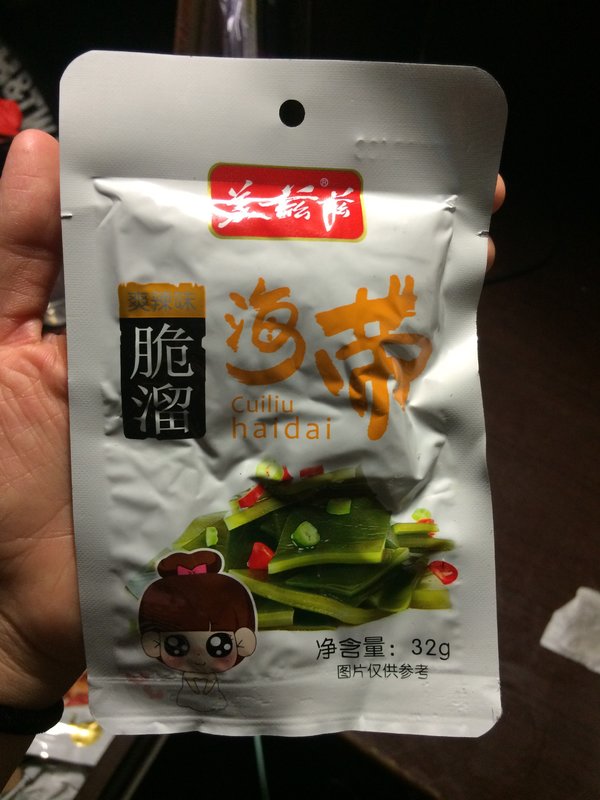 爽辣味
脆溜
海带
Cuiliu
haidai
净含量：32g
图片仅供参考